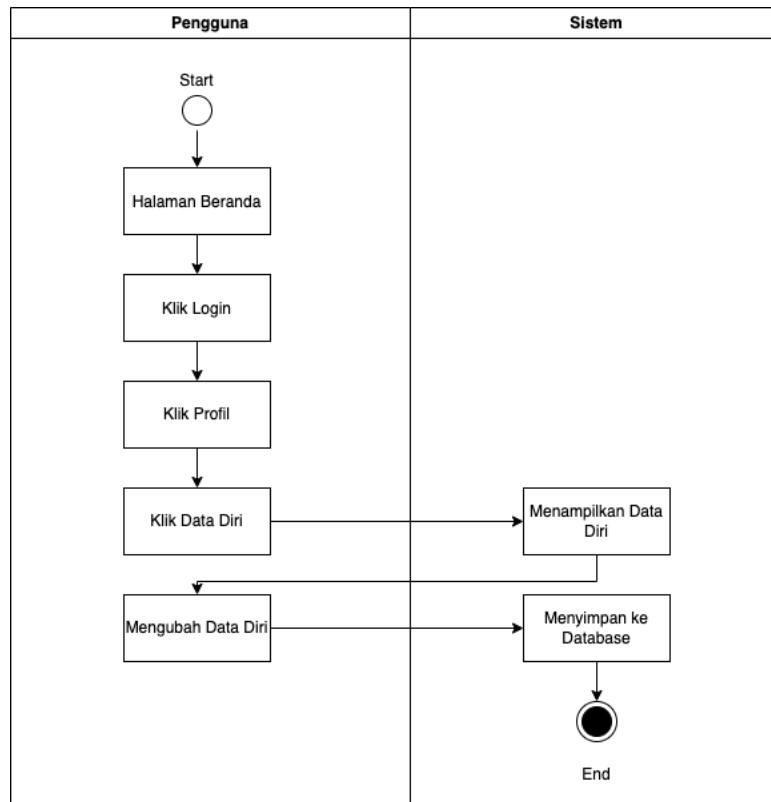 Pengguna
Sistem
Start
Halaman Beranda
Klik Login
Klik Profil
Klik Data Diri
Menampilkan Data
Diri
Mengubah Data Diri
Menyimpan ke
Database
End